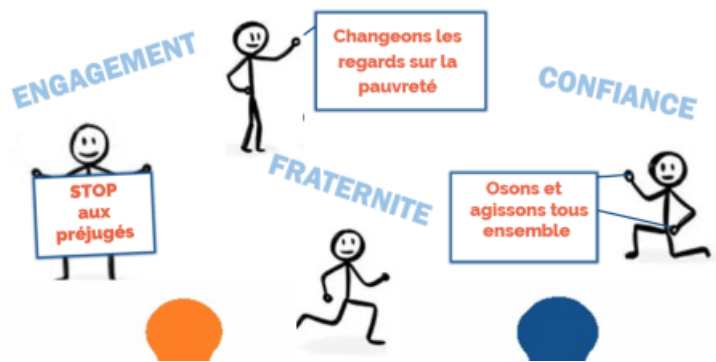 ENGAGEMENT
Changeons les
regards sur la
pauvreté
CONFIANCE
STOP
aux
préjugés
FRATERNITE
Osons et
agissons tous
ensemble